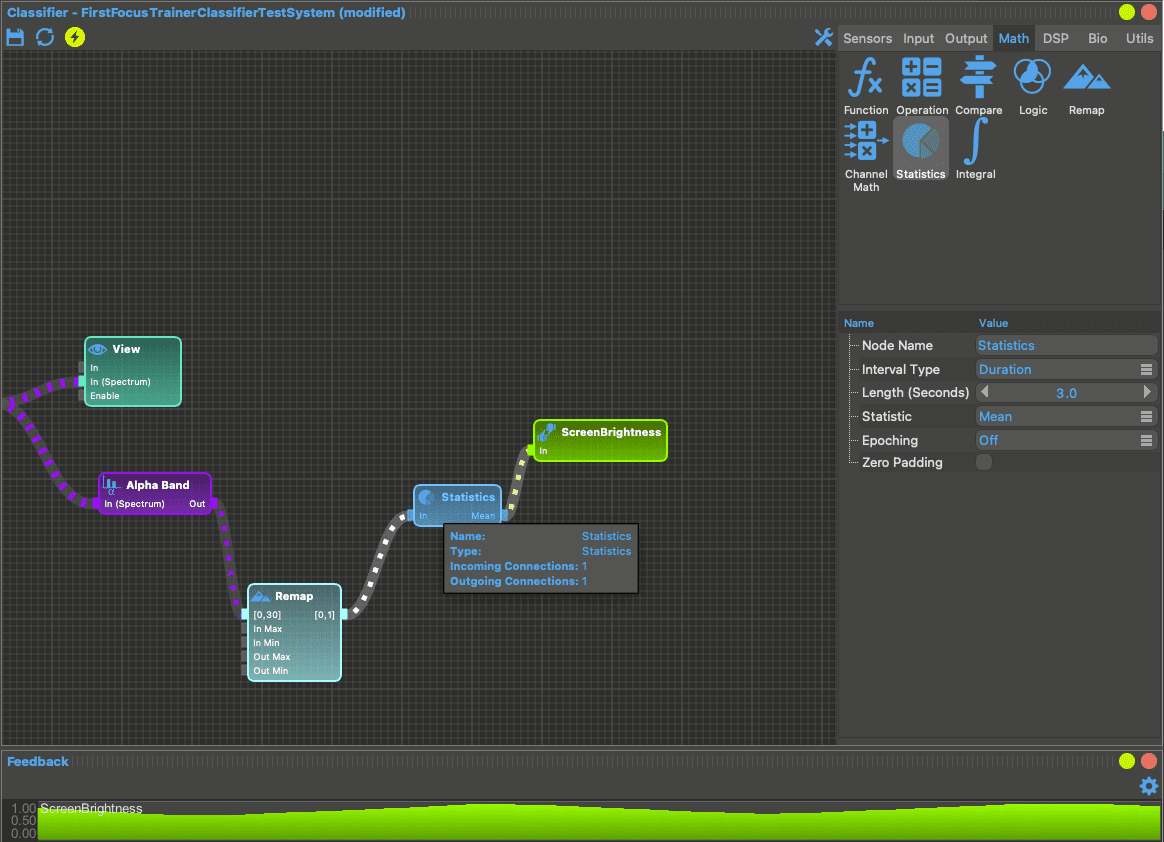 Classifier - FirstFocusTrainerClassifierTestSystem (modified)
Sensors Input Output Math DSP Bio Utils
Function Operation Compare Logic Remap
Channel Math Statistics Integral
Name Value
Node Name Statistics
Interval Type Duration
Length (Seconds) 3.0
Statistic Mean
Epoching Off
Zero Padding
View
In
In (Spectrum)
Enable
ScreenBrightness
In
Alpha Band
In (Spectrum) Out
Statistics
In Mean
Name: Statistics
Type: Statistics
Incoming Connections: 1
Outgoing Connections: 1
Remap
[0,30] [0,1]
In Max
In Min
Out Max
Out Min
Feedback
1.00 ScreenBrightness
0.50
0.00